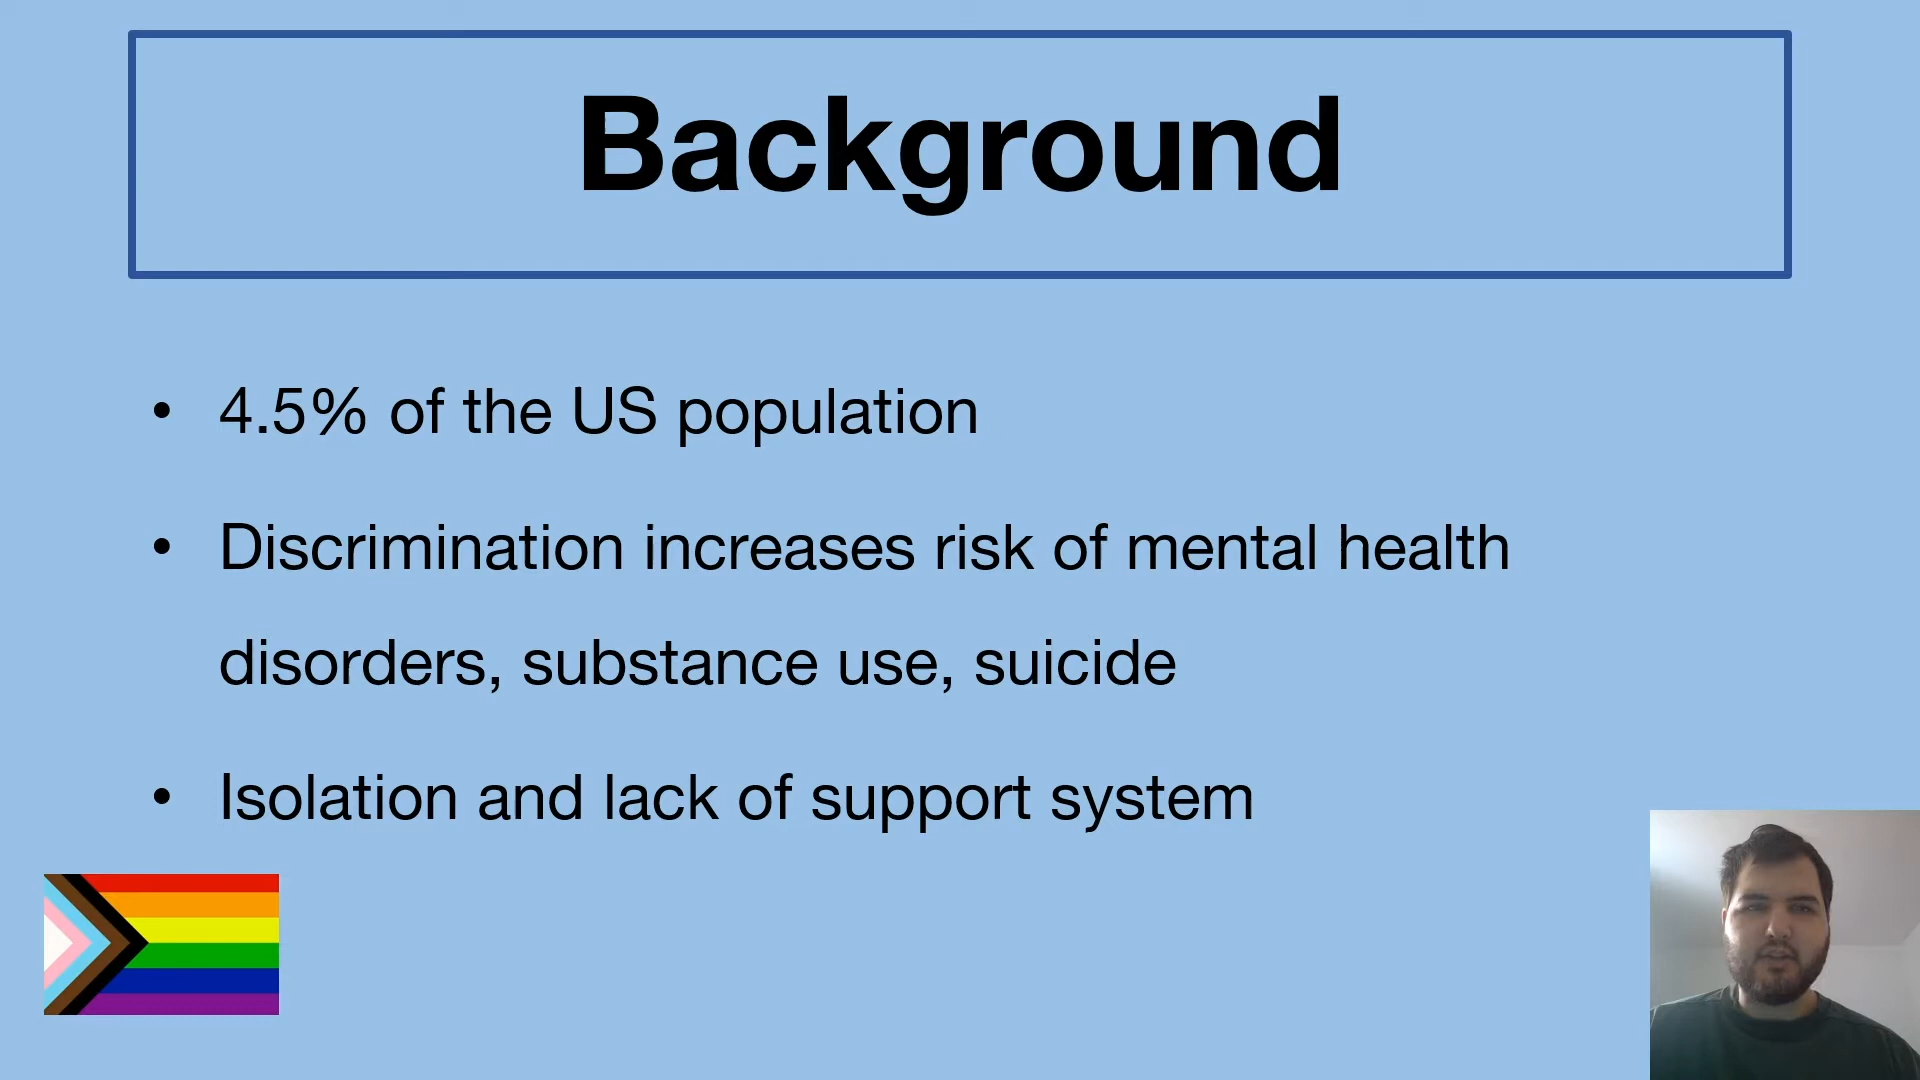 Background
• 4.5% of the US population
• Discrimination increases risk of mental health
disorders, substance use, suicide
• Isolation and lack of support system